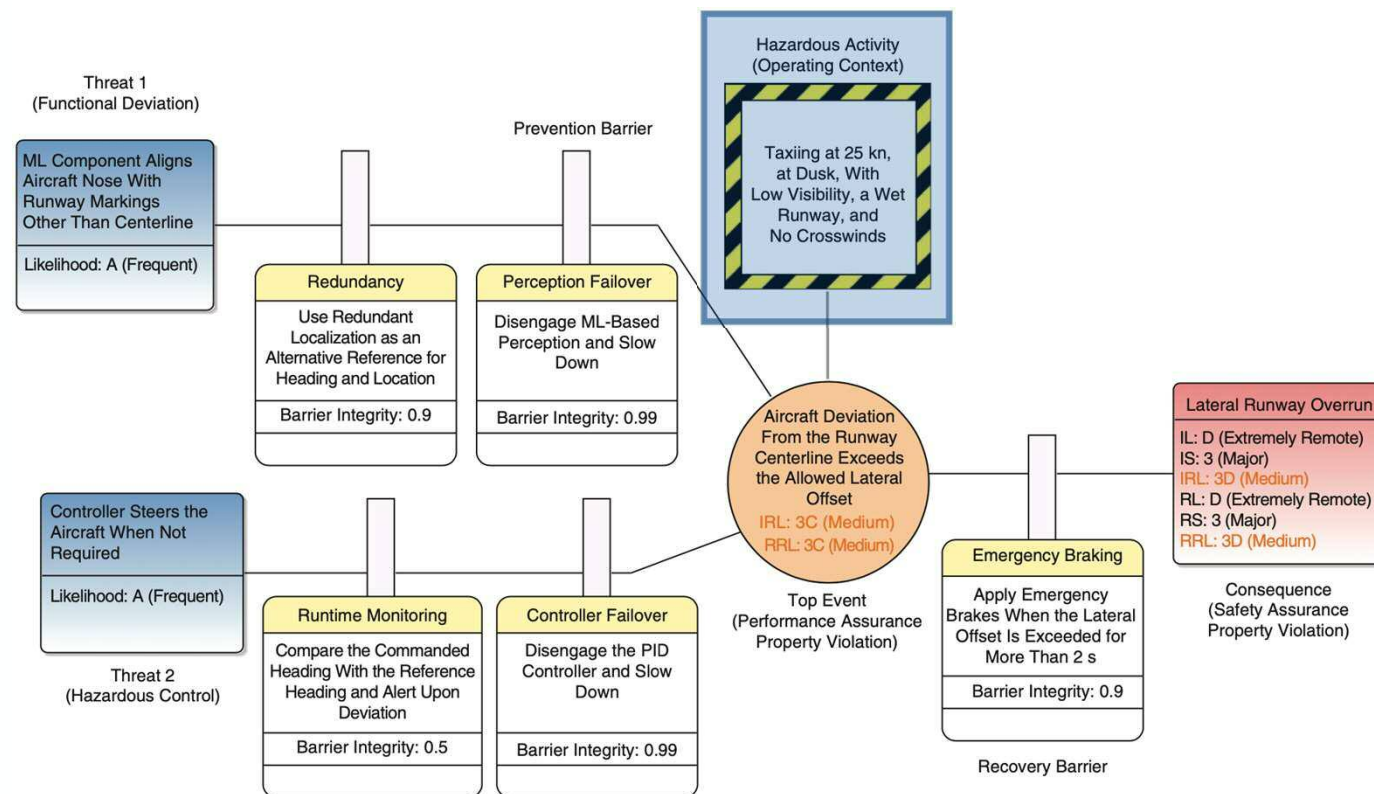 Threat 1
(Functional Deviation)
ML Component Aligns
Aircraft Nose With
Runway Markings
Other Than Centerline
Likelihood: A (Frequent)
Prevention Barrier
Redundancy
Use Redundant
Localization as an
Alternative Reference for
Heading and Location
Barrier Integrity: 0.9
Perception Failover
Disengage ML-Based
Perception and Slow
Down
Barrier Integrity: 0.99
Hazardous Activity
(Operating Context)
Taxiing at 25 kn,
at Dusk, With
Low Visibility, a Wet
Runway, and
No Crosswinds
Controller Steers the
Aircraft When Not
Required
Likelihood: A (Frequent)
Threat 2
(Hazardous Control)
Runtime Monitoring
Compare the Commanded
Heading With the Reference
Heading and Alert Upon
Deviation
Barrier Integrity: 0.5
Controller Failover
Disengage the PID
Controller and Slow
Down
Barrier Integrity: 0.99
Aircraft Deviation
From the Runway
Centerline Exceeds
the Allowed Lateral
Offset
IRL: 3C (Medium)
RRL: 3C (Medium)
Top Event
(Performance Assurance
Property Violation)
Emergency Braking
Apply Emergency
Brakes When the Lateral
Offset Is Exceeded for
More Than 2 s
Barrier Integrity: 0.9
Recovery Barrier
Lateral Runway Overrun
IL: D (Extremely Remote)
IS: 3 (Major)
IRL: 3D (Medium)
RL: D (Extremely Remote)
RS: 3 (Major)
RRL: 3D (Medium)
Consequence
(Safety Assurance
Property Violation)